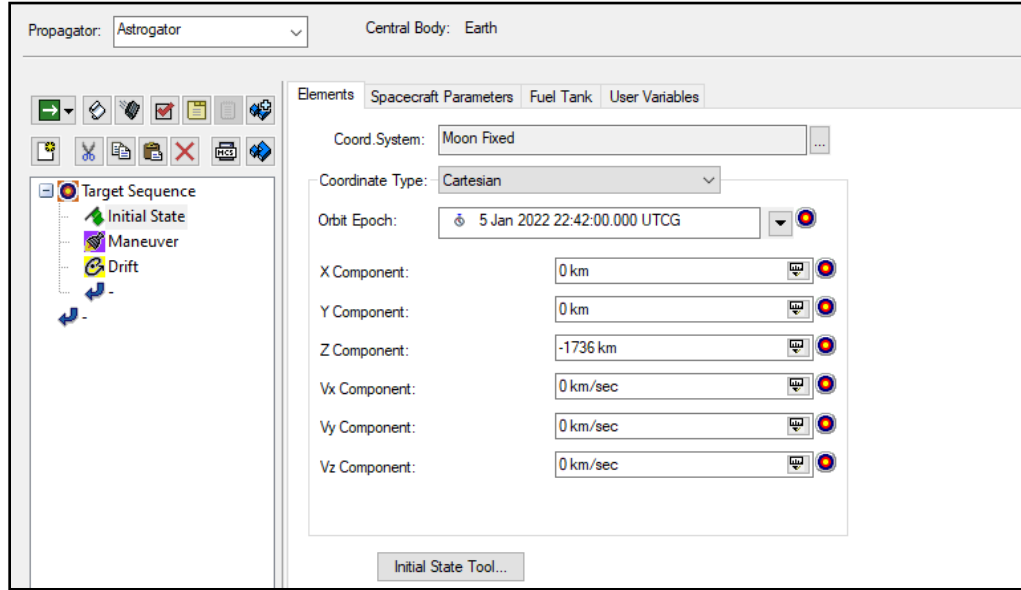 Propagator: Astrogator Central Body: Earth
Elements Spacecraft Parameters Fuel Tank User Variables
Coord.System: Moon Fixed ...
MCS
Coordinate Type: Cartesian
Target Sequence
Initial State
Orbit Epoch: 5 Jan 2022 22:42:00.000 UTCG
Maneuver
Drift
X Component: 0 km
-
Y Component: 0 km
-
Z Component: -1736 km
Vx Component: 0 km/sec
Vy Component: 0 km/sec
Vz Component: 0 km/sec
Initial State Tool...